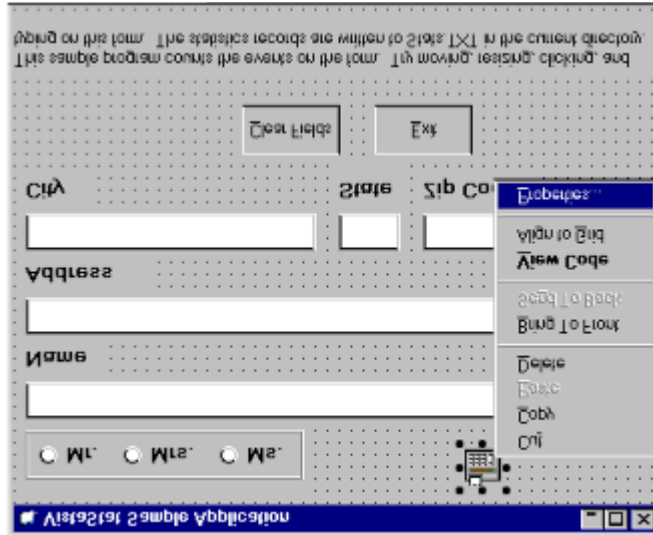 VistaStat Sample Application
Mr. Mrs. Ms.
Name
Address
City State Zip Co
Cut
Copy
Paste
Delete
Bring To Front
Send To Back
View Code
Align to Grid
Properties...
Clear Fields Exit
This sample program counts the events on the form. Try moving, resizing, clicking, and
typing on this form. The statistics records are written to Stats.TXT in the current directory.